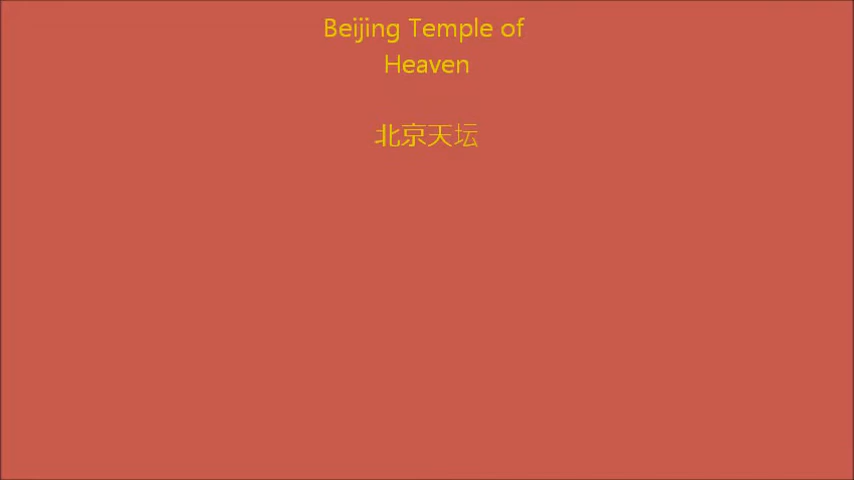 Beijing Temple of
Heaven
北京天坛